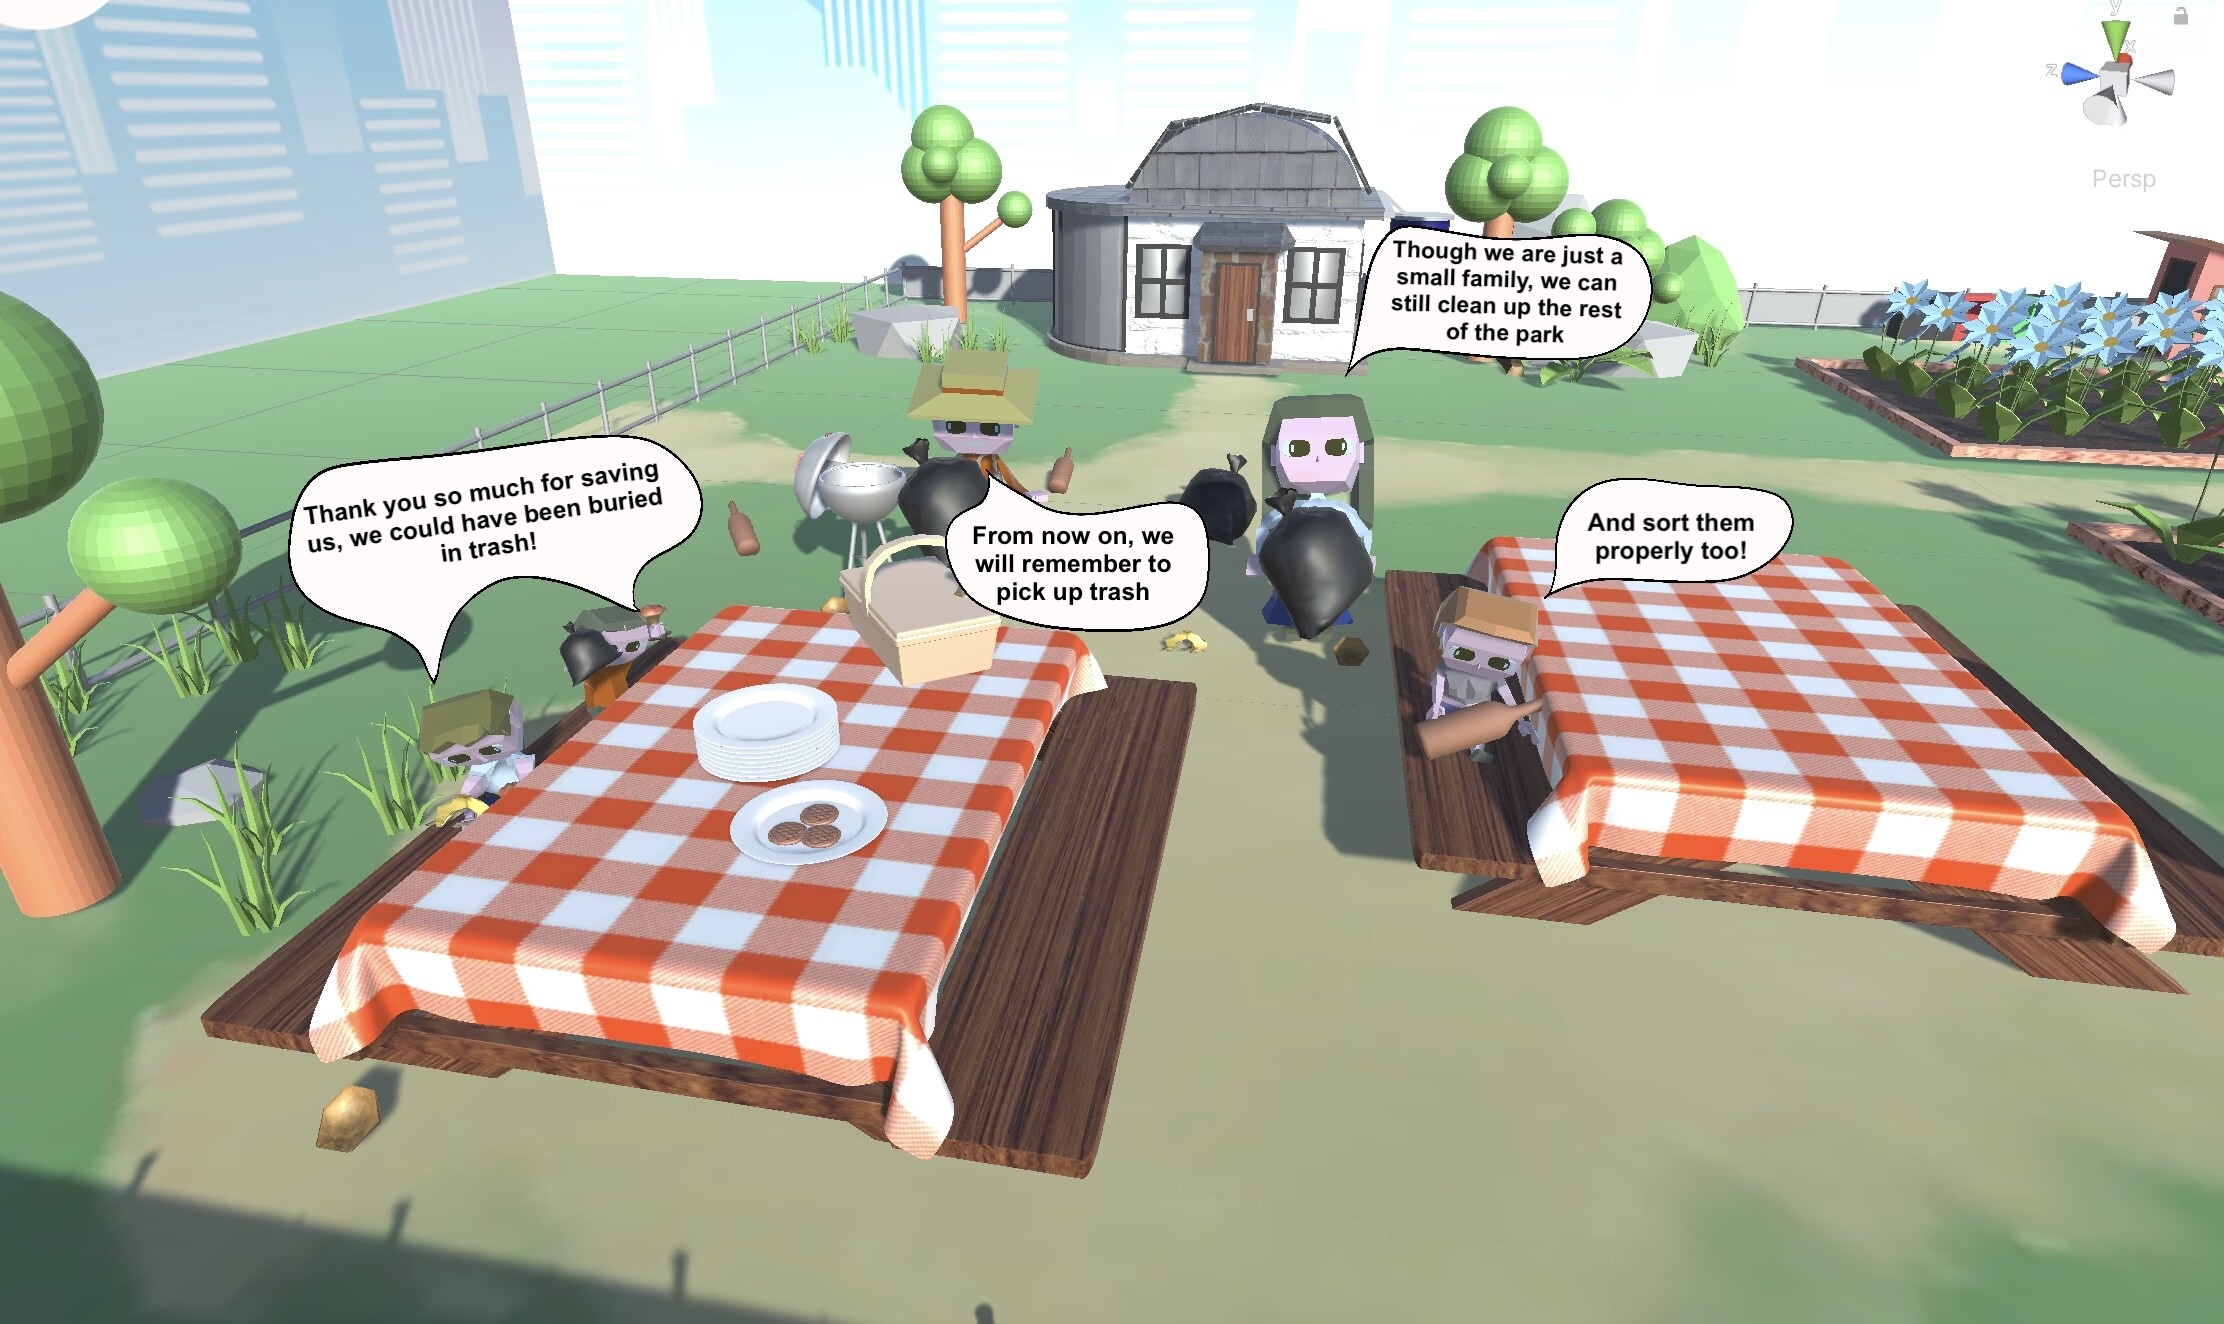 y
x
z
Persp
Though we are just a
small family, we can
still clean up the rest
of the park
Thank you so much for saving
us, we could have been buried
in trash!
From now on, we
will remember to
pick up trash
And sort them
properly too!